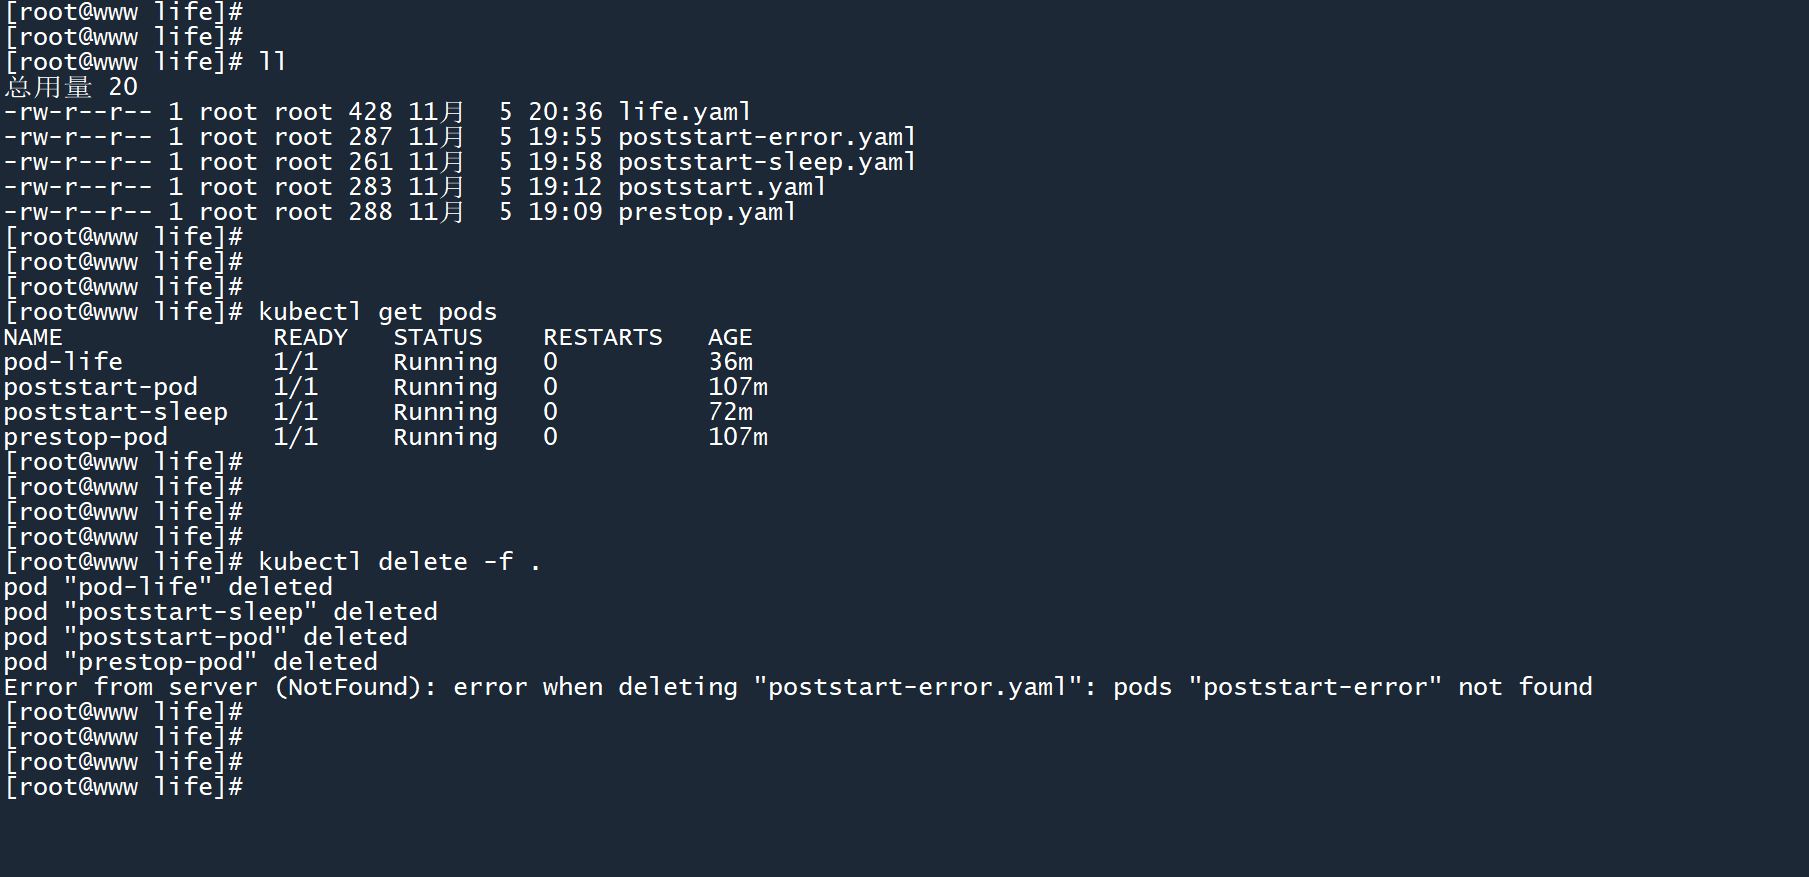 [root@www life]#
[root@www life]#
[root@www life]# ll
总用量 20
-rw-r--r-- 1 root root 428 11月  5 20:36 life.yaml
-rw-r--r-- 1 root root 287 11月  5 19:55 poststart-error.yaml
-rw-r--r-- 1 root root 261 11月  5 19:58 poststart-sleep.yaml
-rw-r--r-- 1 root root 283 11月  5 19:12 poststart.yaml
-rw-r--r-- 1 root root 288 11月  5 19:09 prestop.yaml
[root@www life]#
[root@www life]#
[root@www life]#
[root@www life]# kubectl get pods
NAME              READY   STATUS    RESTARTS   AGE
pod-life          1/1     Running   0          36m
poststart-pod     1/1     Running   0          107m
poststart-sleep   1/1     Running   0          72m
prestop-pod       1/1     Running   0          107m
[root@www life]#
[root@www life]#
[root@www life]#
[root@www life]#
[root@www life]# kubectl delete -f .
pod "pod-life" deleted
pod "poststart-sleep" deleted
pod "poststart-pod" deleted
pod "prestop-pod" deleted
Error from server (NotFound): error when deleting "poststart-error.yaml": pods "poststart-error" not found
[root@www life]#
[root@www life]#
[root@www life]#
[root@www life]#